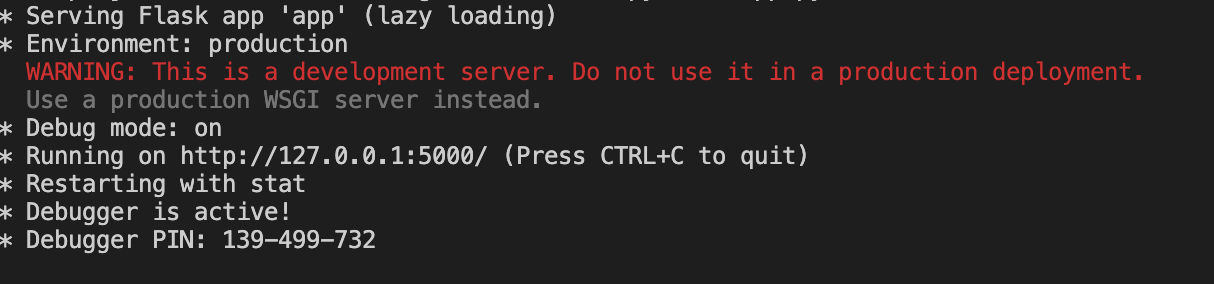 * Serving Flask app 'app' (lazy loading)
* Environment: production
WARNING: This is a development server. Do not use it in a production deployment.
Use a production WSGI server instead.
* Debug mode: on
* Running on http://127.0.0.1:5000/ (Press CTRL+C to quit)
* Restarting with stat
* Debugger is active!
* Debugger PIN: 139-499-732